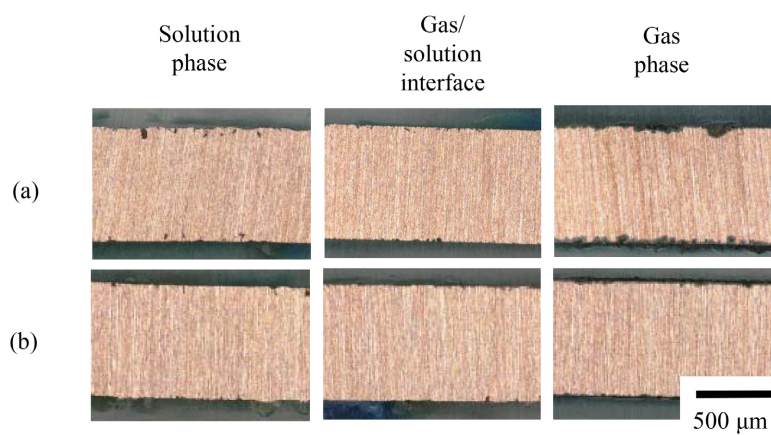 Solution
phase
Gas/
solution
interface
Gas
phase
(a)
(b)
500 μm